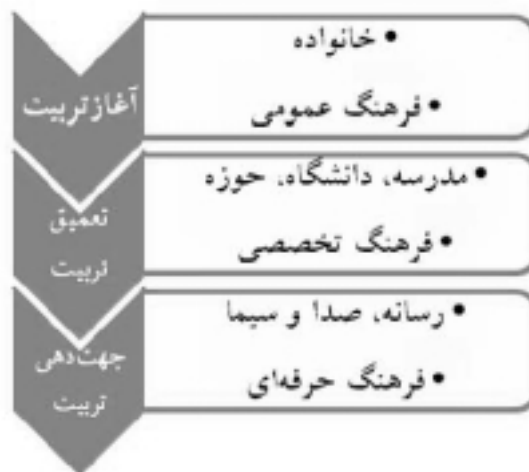 آغاز تربیت
• خانواده
• فرهنگ عمومی
تعمیق
تربیت
• مدرسه، دانشگاه، حوزه
• فرهنگ تخصصی
جهت‌دهی
تربیت
• رسانه، صدا و سیما
• فرهنگ حرفه‌ای